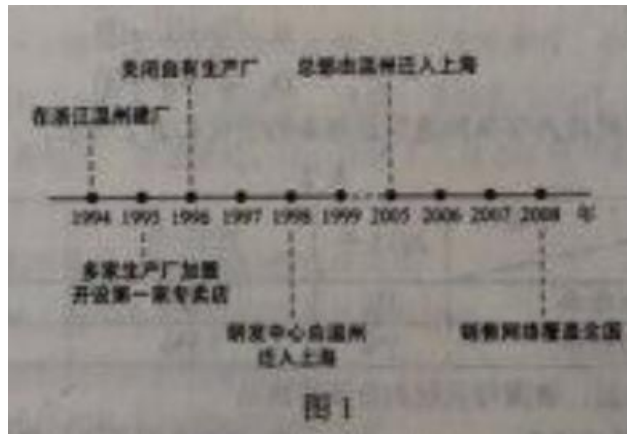 关闭自有生产厂
总部由温州迁入上海
在浙江温州建厂
1994 1995 1996 1997 1998 1999 2005 2006 2007 2008 年
多家生产厂加盟
开设第一家专卖店
研发中心由温州
迁入上海
销售网络覆盖全国
图1